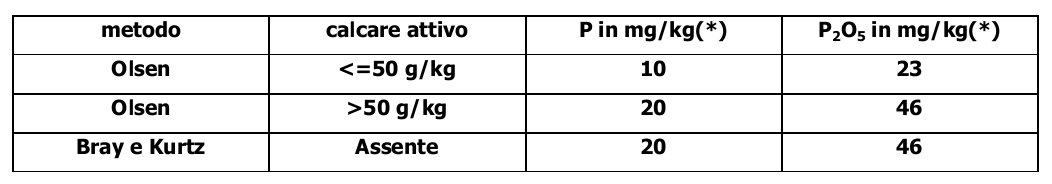 metodo calcare attivo P in mg/kg(*) P₂O₅ in mg/kg(*)
Olsen <=50 g/kg 10 23
Olsen >50 g/kg 20 46
Bray e Kurtz Assente 20 46